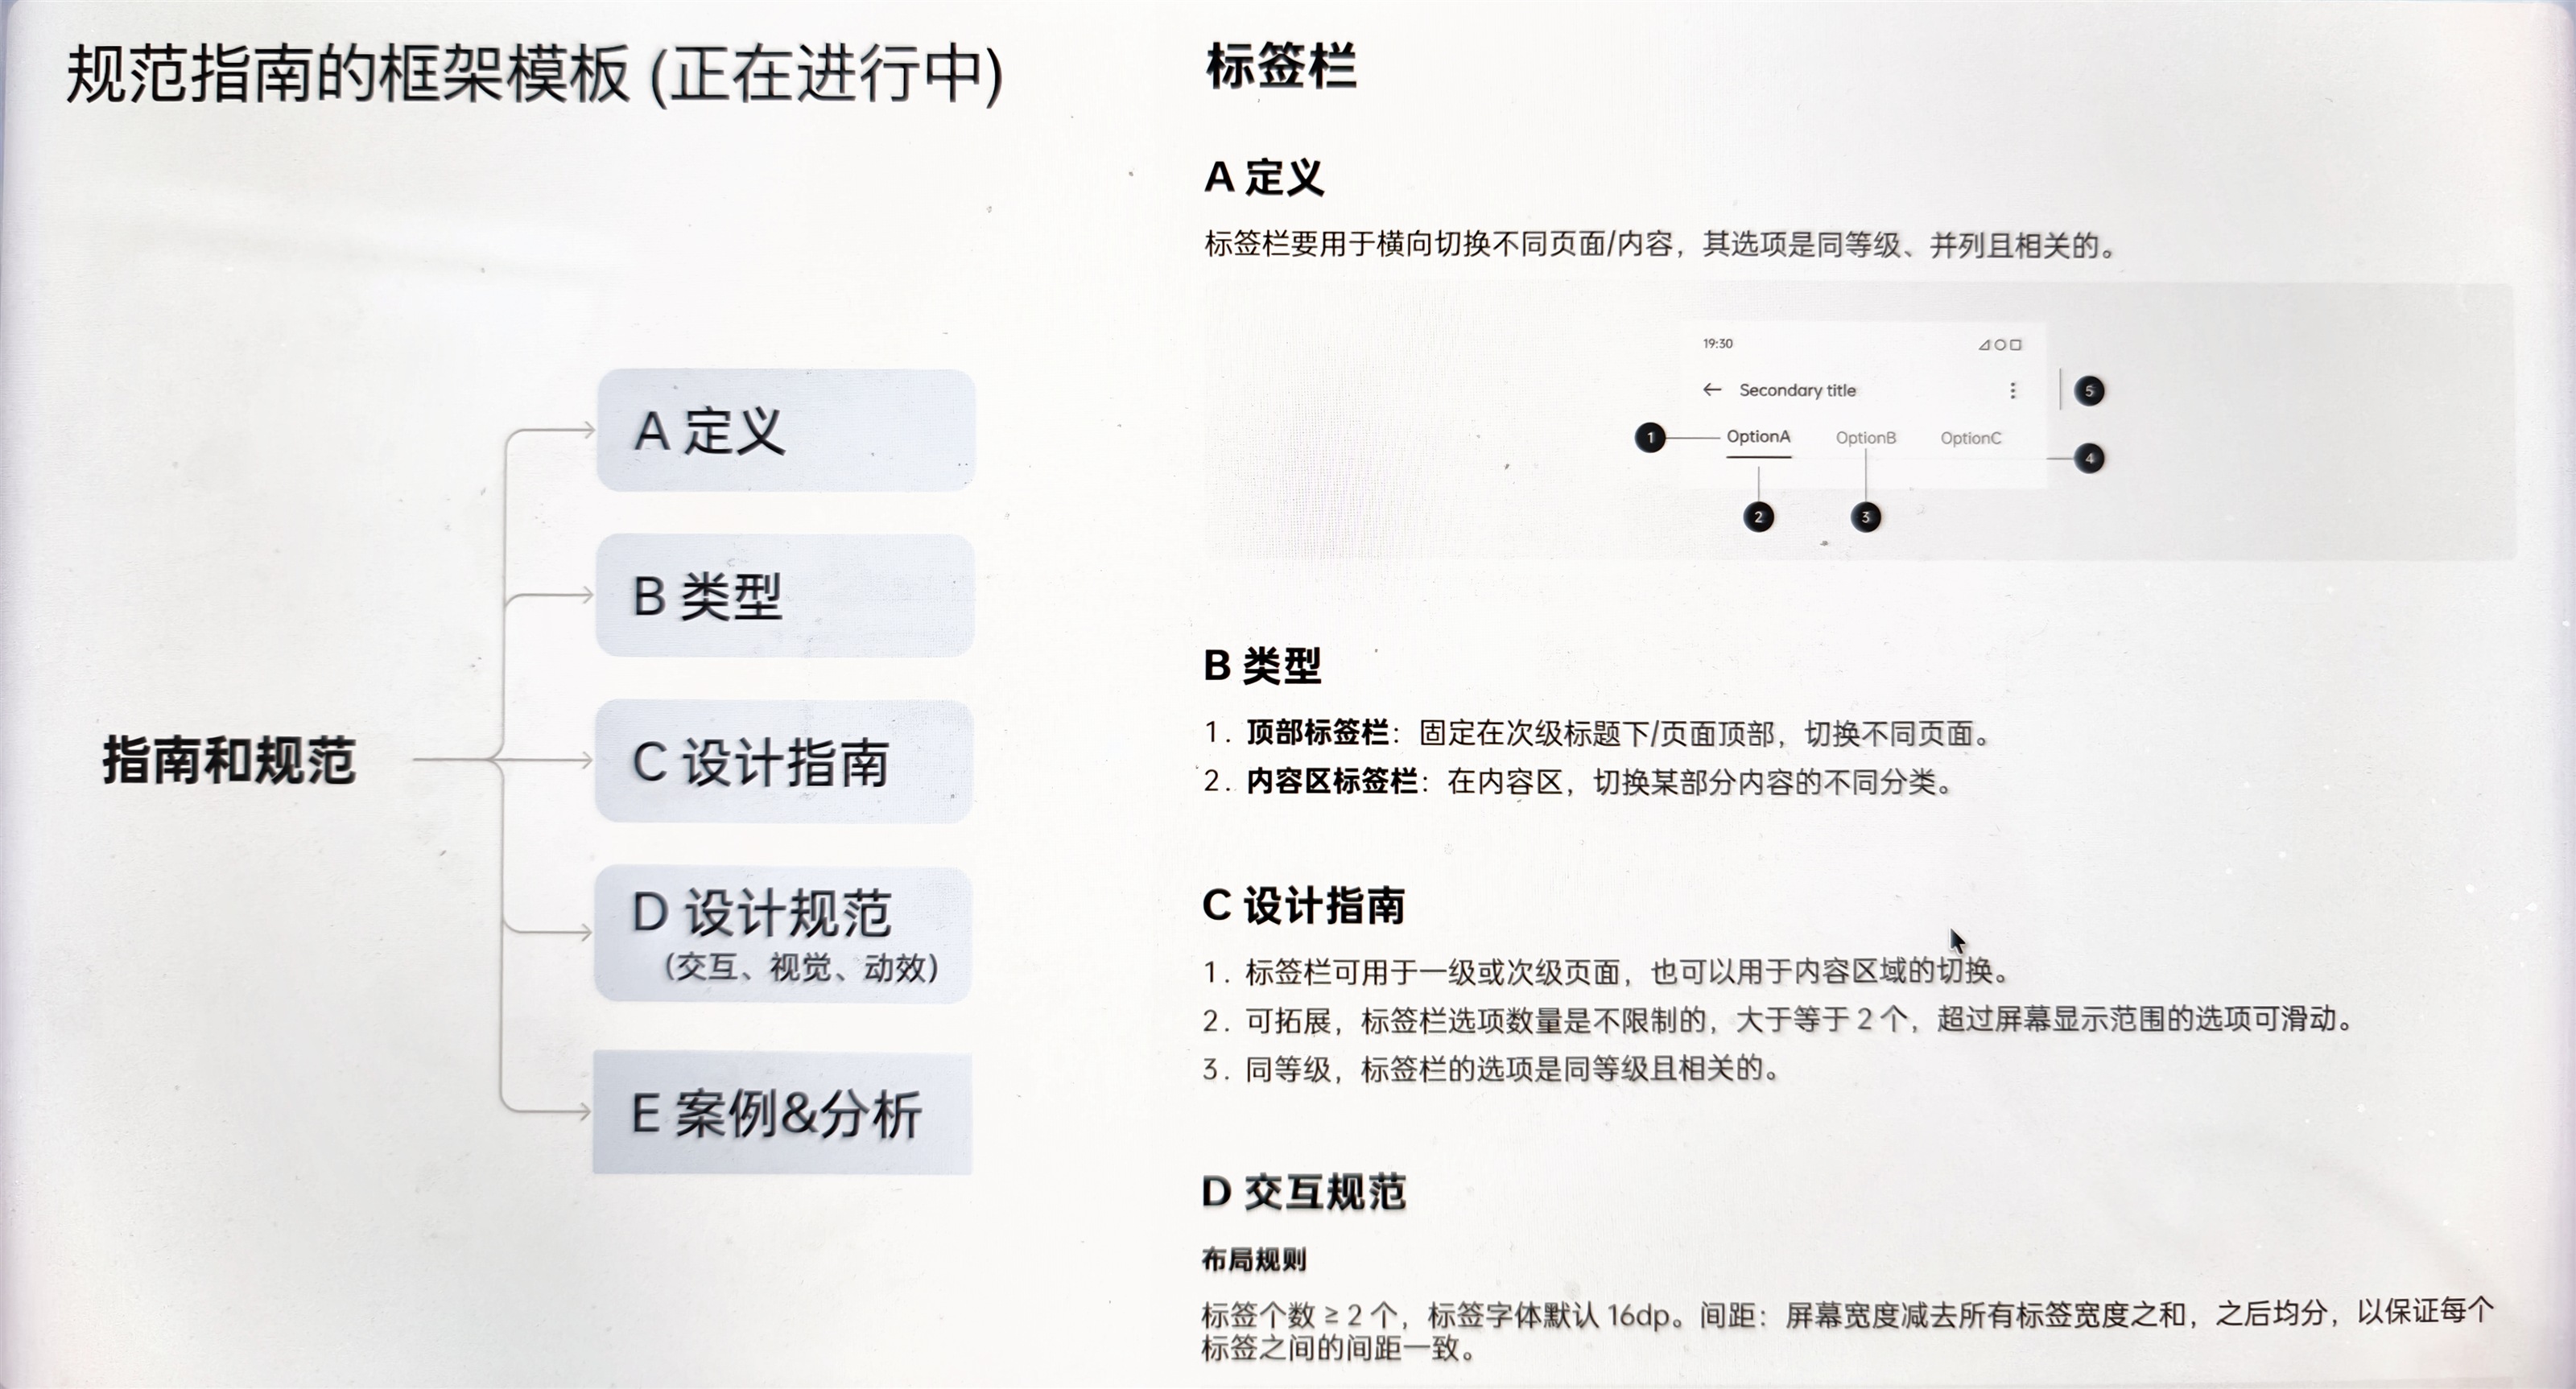 规范指南的框架模板 (正在进行中)
指南和规范
A 定义
B 类型
C 设计指南
D 设计规范
(交互、视觉、动效)
E 案例&分析
标签栏
A 定义
标签栏要用于横向切换不同页面/内容，其选项是同等级、并列且相关的。
19:30
Secondary title
5
1
OptionA OptionB OptionC
4
2 3
B 类型
1. 顶部标签栏：固定在次级标题下/页面顶部，切换不同页面。
2. 内容区标签栏：在内容区，切换某部分内容的不同分类。
C 设计指南
1. 标签栏可用于一级或次级页面，也可以用于内容区域的切换。
2. 可拓展，标签栏选项数量是不限制的，大于等于 2 个，超过屏幕显示范围的选项可滑动。
3. 同等级，标签栏的选项是同等级且相关的。
D 交互规范
布局规则
标签个数 ≥ 2 个，标签字体默认 16dp。间距：屏幕宽度减去所有标签宽度之和，之后均分，以保证每个
标签之间的间距一致。